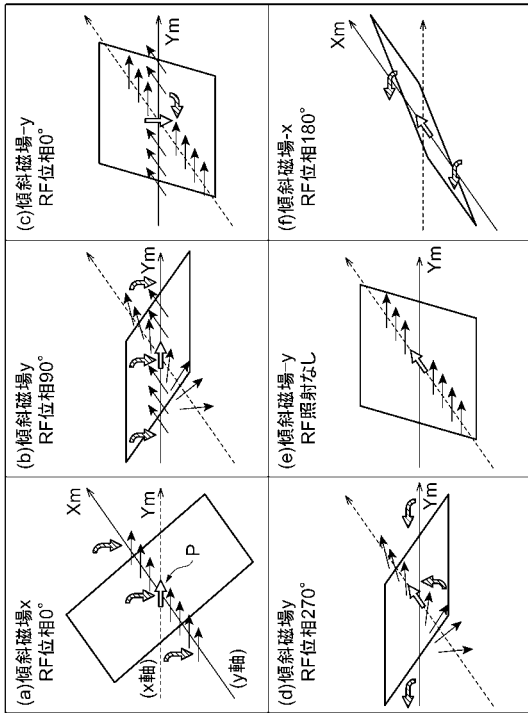 (a)傾斜磁場x
RF位相0°
Xm
Ym
P
(x軸)
(y軸)
(b)傾斜磁場y
RF位相90°
Ym
(c)傾斜磁場-y
RF位相0°
Ym
(d)傾斜磁場y
RF位相270°
Ym
(e)傾斜磁場-y
RF照射なし
Ym
(f)傾斜磁場-x
RF位相180°
Xm